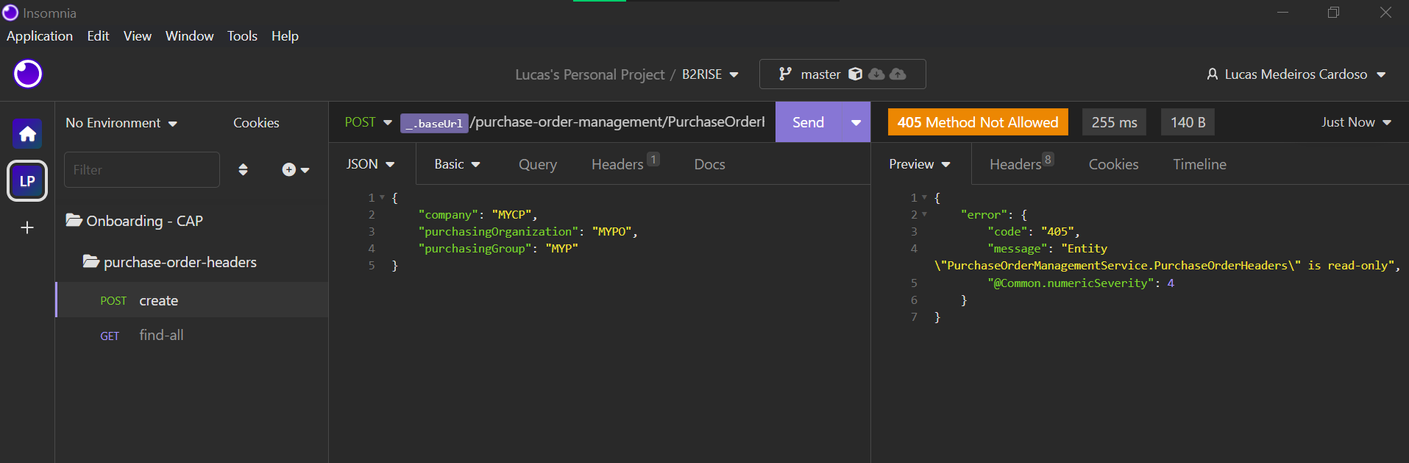 Insomnia
Application Edit View Window Tools Help
Lucas's Personal Project / B2RISE
master
Lucas Medeiros Cardoso
No Environment
Cookies
POST _.baseUrl /purchase-order-management/PurchaseOrderH
Send
405 Method Not Allowed
255 ms
140 B
Just Now
LP
Filter
JSON
Basic
Query
Headers 1
Docs
Preview
Headers 8
Cookies
Timeline
Onboarding - CAP
purchase-order-headers
POST create
GET find-all
1 {
2 "company": "MYCP",
3 "purchasingOrganization": "MYPO",
4 "purchasingGroup": "MYP"
5 }
1 {
2 "error": {
3 "code": "405",
4 "message": "Entity
\"PurchaseOrderManagementService.PurchaseOrderHeaders\" is read-only",
5 "@Common.numericSeverity": 4
6 }
7 }